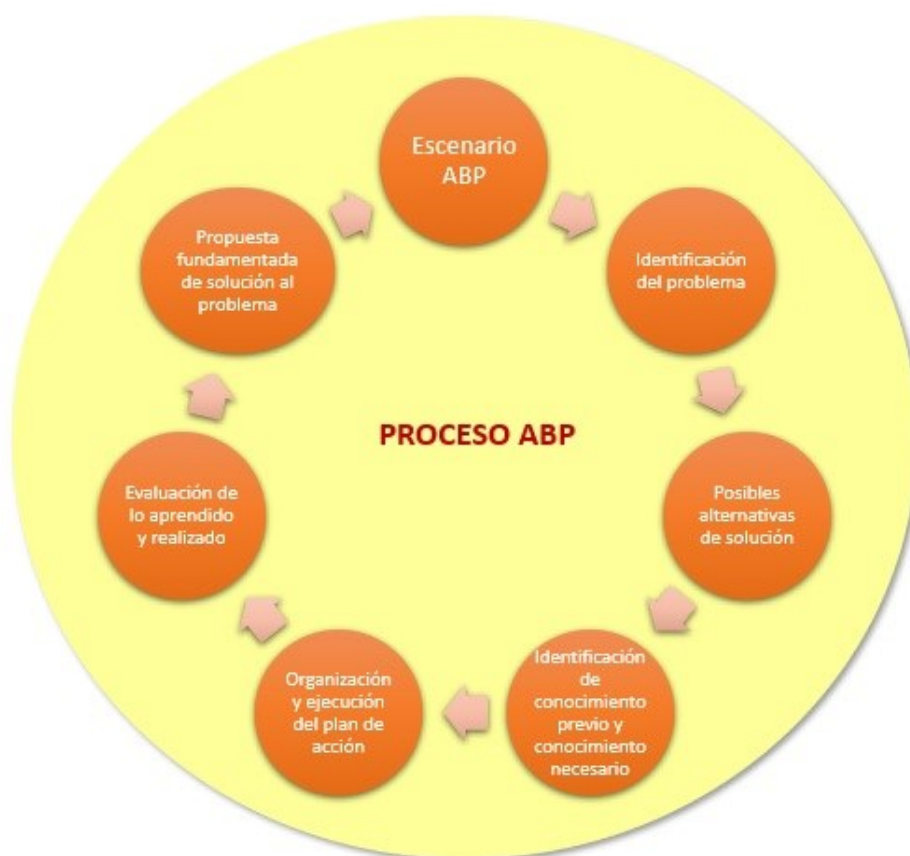 Escenario
ABP
Identificación
del problema
Posibles
alternativas
de solución
Identificación
de
conocimiento
previo y
conocimiento
necesario
Organización
y ejecución
del plan de
acción
Evaluación de
lo aprendido
y realizado
Propuesta
fundamentada
de solución al
problema
PROCESO ABP